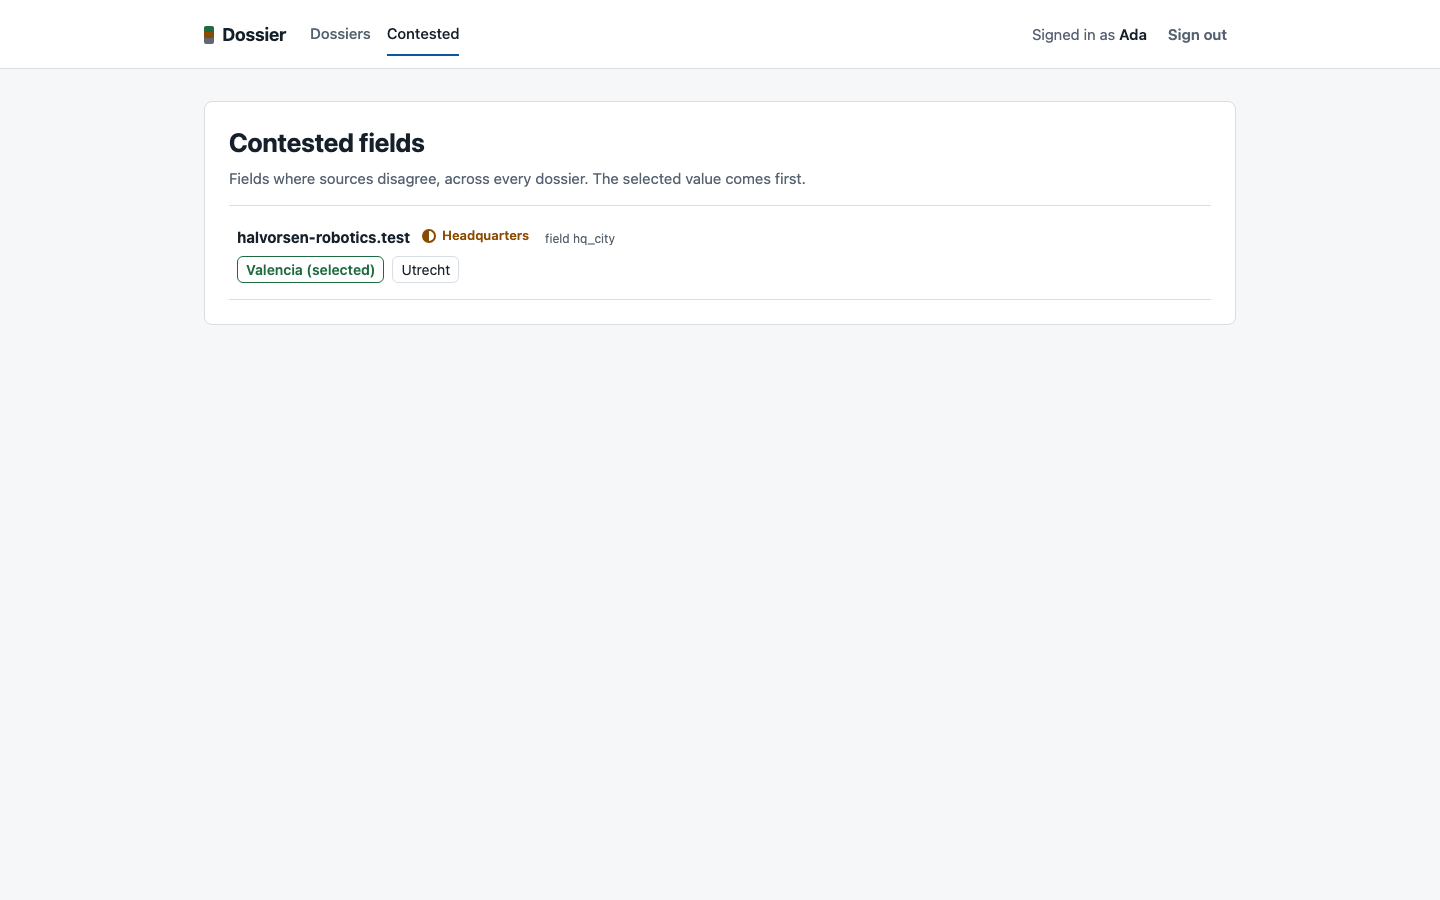 Dossier Dossiers Contested Signed in as Ada Sign out
Contested fields
Fields where sources disagree, across every dossier. The selected value comes first.
halvorsen-robotics.test Headquarters field hq_city
Valencia (selected) Utrecht